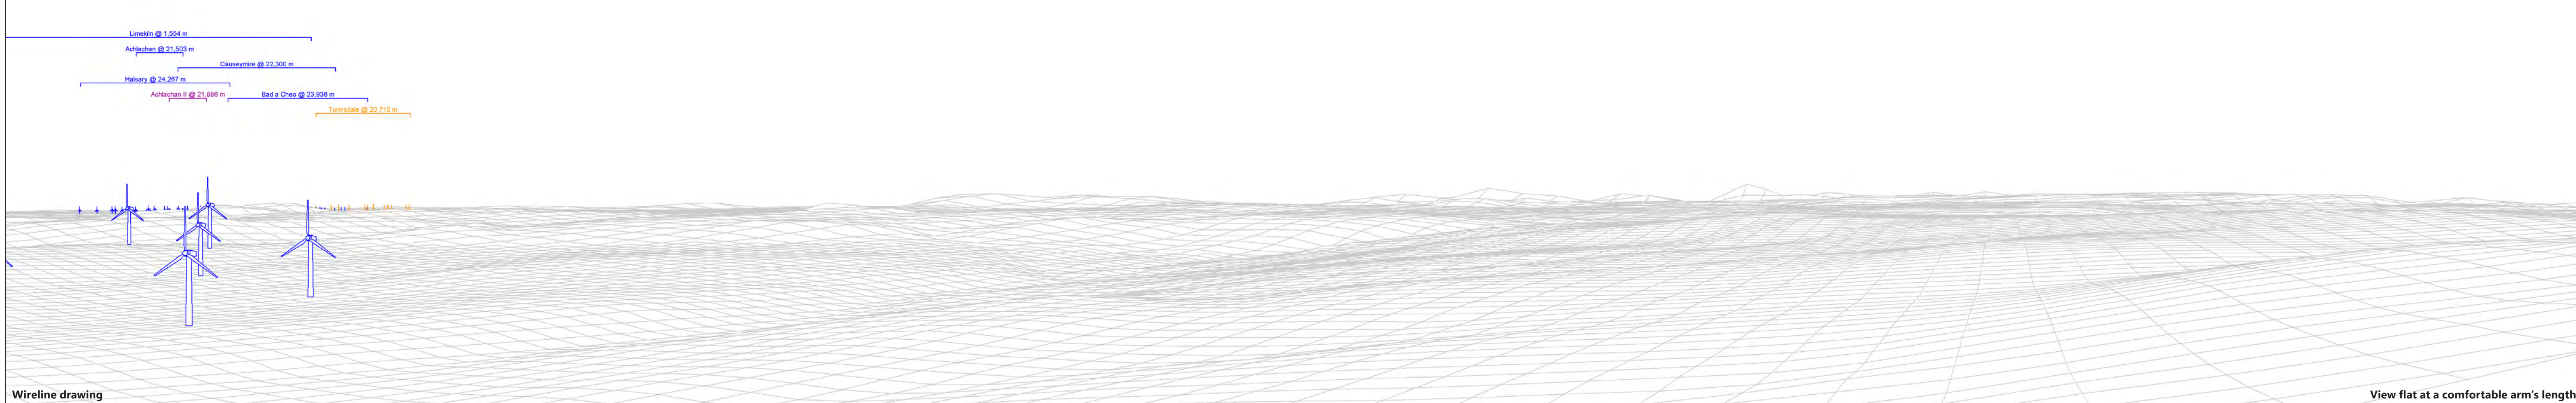 Limekiln @ 1,554 m
Achlachan @ 21,503 m
Causeymire @ 22,300 m
Halsary @ 24,267 m
Achlachan II @ 21,886 m
Bad a Cheo @ 23,936 m
Tormsdale @ 20,710 m
Wireline drawing
View flat at a comfortable arm's length